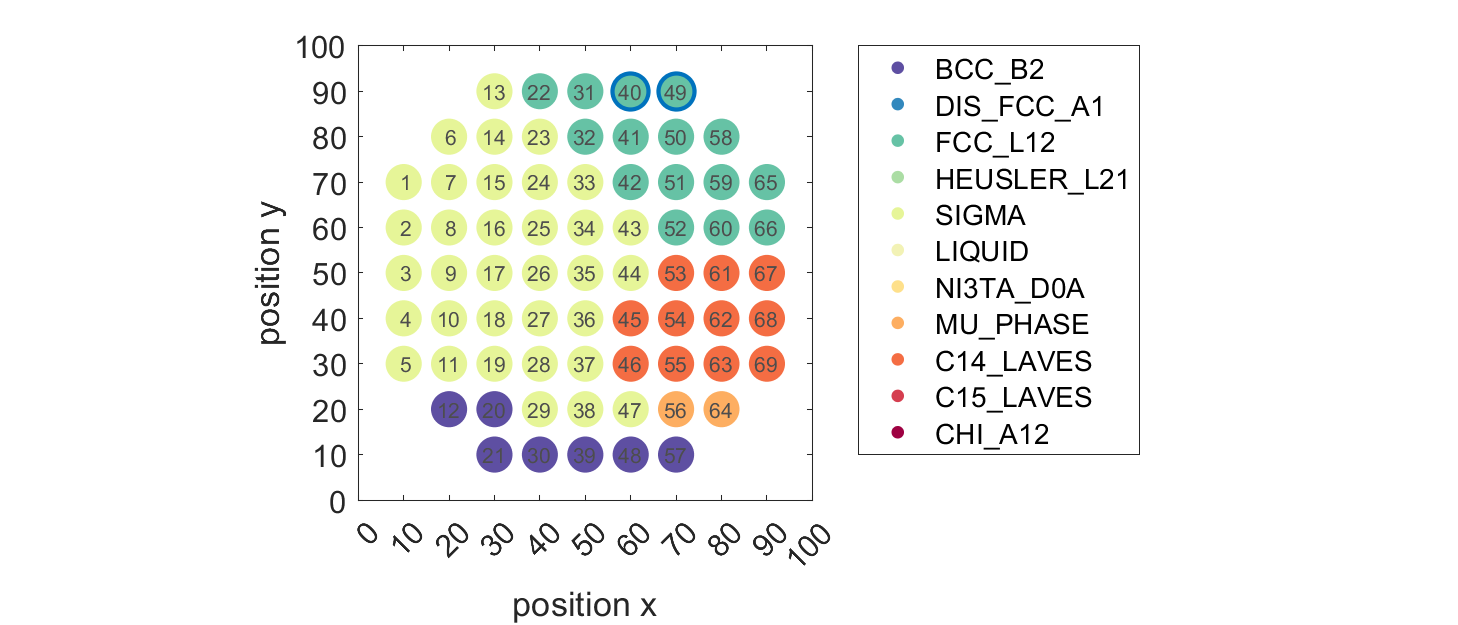 100
90
80
70
60
50
40
30
20
10
0
13 22 31 40 49
6 14 23 32 41 50 58
1 7 15 24 33 42 51 59 65
2 8 16 25 34 43 52 60 66
3 9 17 26 35 44 53 61 67
4 10 18 27 36 45 54 62 68
5 11 19 28 37 46 55 63 69
12 20 29 38 47 56 64
21 30 39 48 57
0 10 20 30 40 50 60 70 80 90 100
position x
position y
BCC_B2
DIS_FCC_A1
FCC_L12
HEUSLER_L21
SIGMA
LIQUID
NI3TA_D0A
MU_PHASE
C14_LAVES
C15_LAVES
CHI_A12